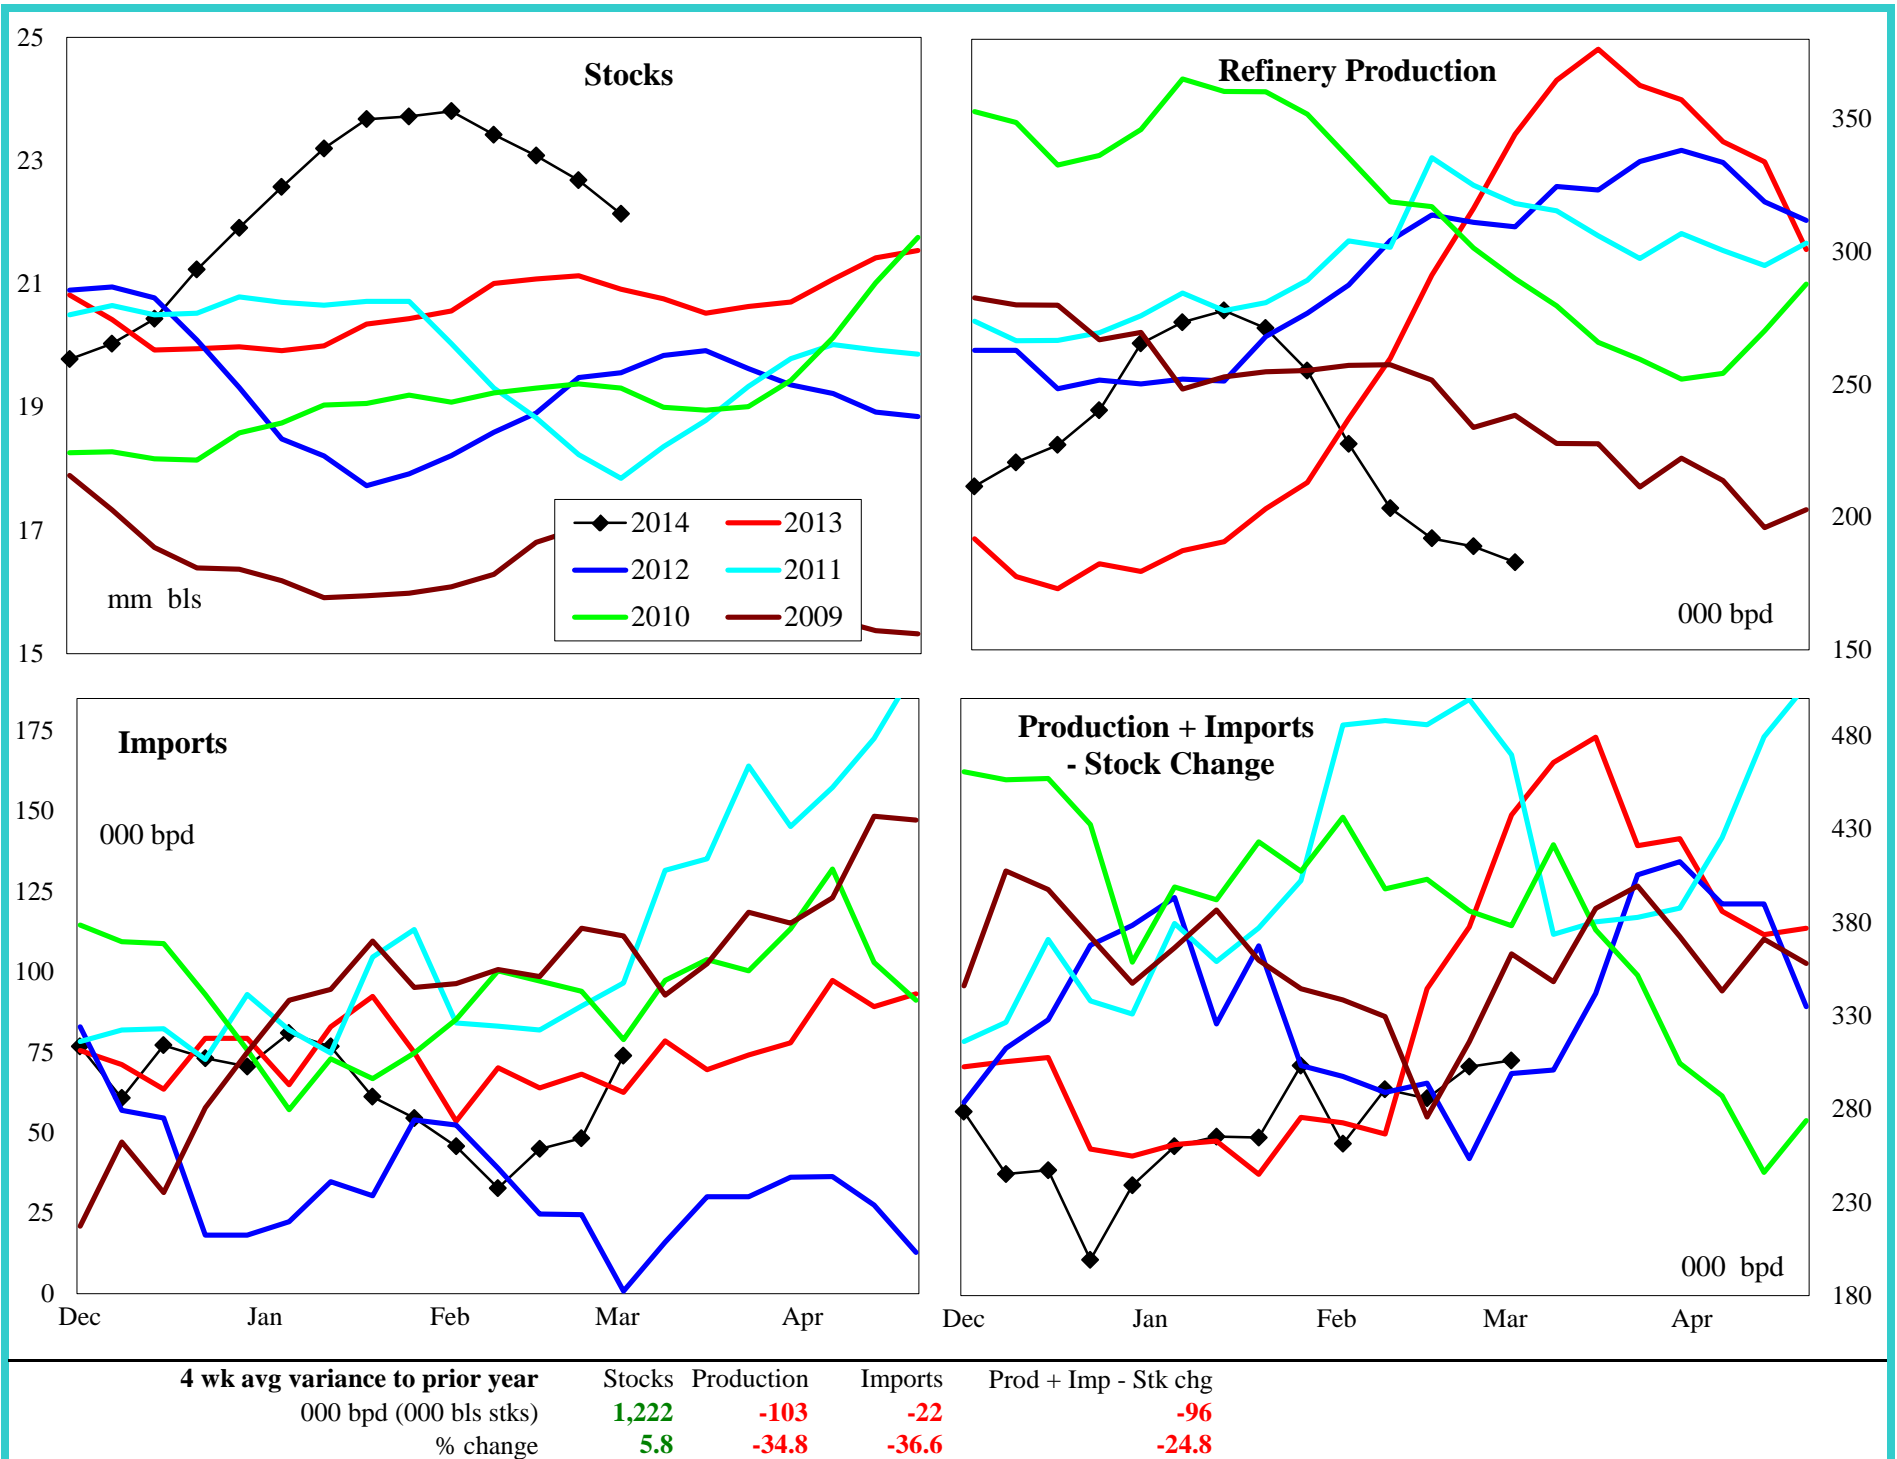 Stocks
25
23
21
19
17
15
mm bls
2014 2013
2012 2011
2010 2009
Refinery Production
350
300
250
200
150
000 bpd
Imports
000 bpd
175
150
125
100
75
50
25
0
Dec Jan Feb Mar Apr
Production + Imports
- Stock Change
480
430
380
330
280
230
180
000 bpd
Dec Jan Feb Mar Apr
4 wk avg variance to prior year Stocks Production Imports Prod + Imp - Stk chg
000 bpd (000 bls stks) 1,222 -103 -22 -96
% change 5.8 -34.8 -36.6 -24.8